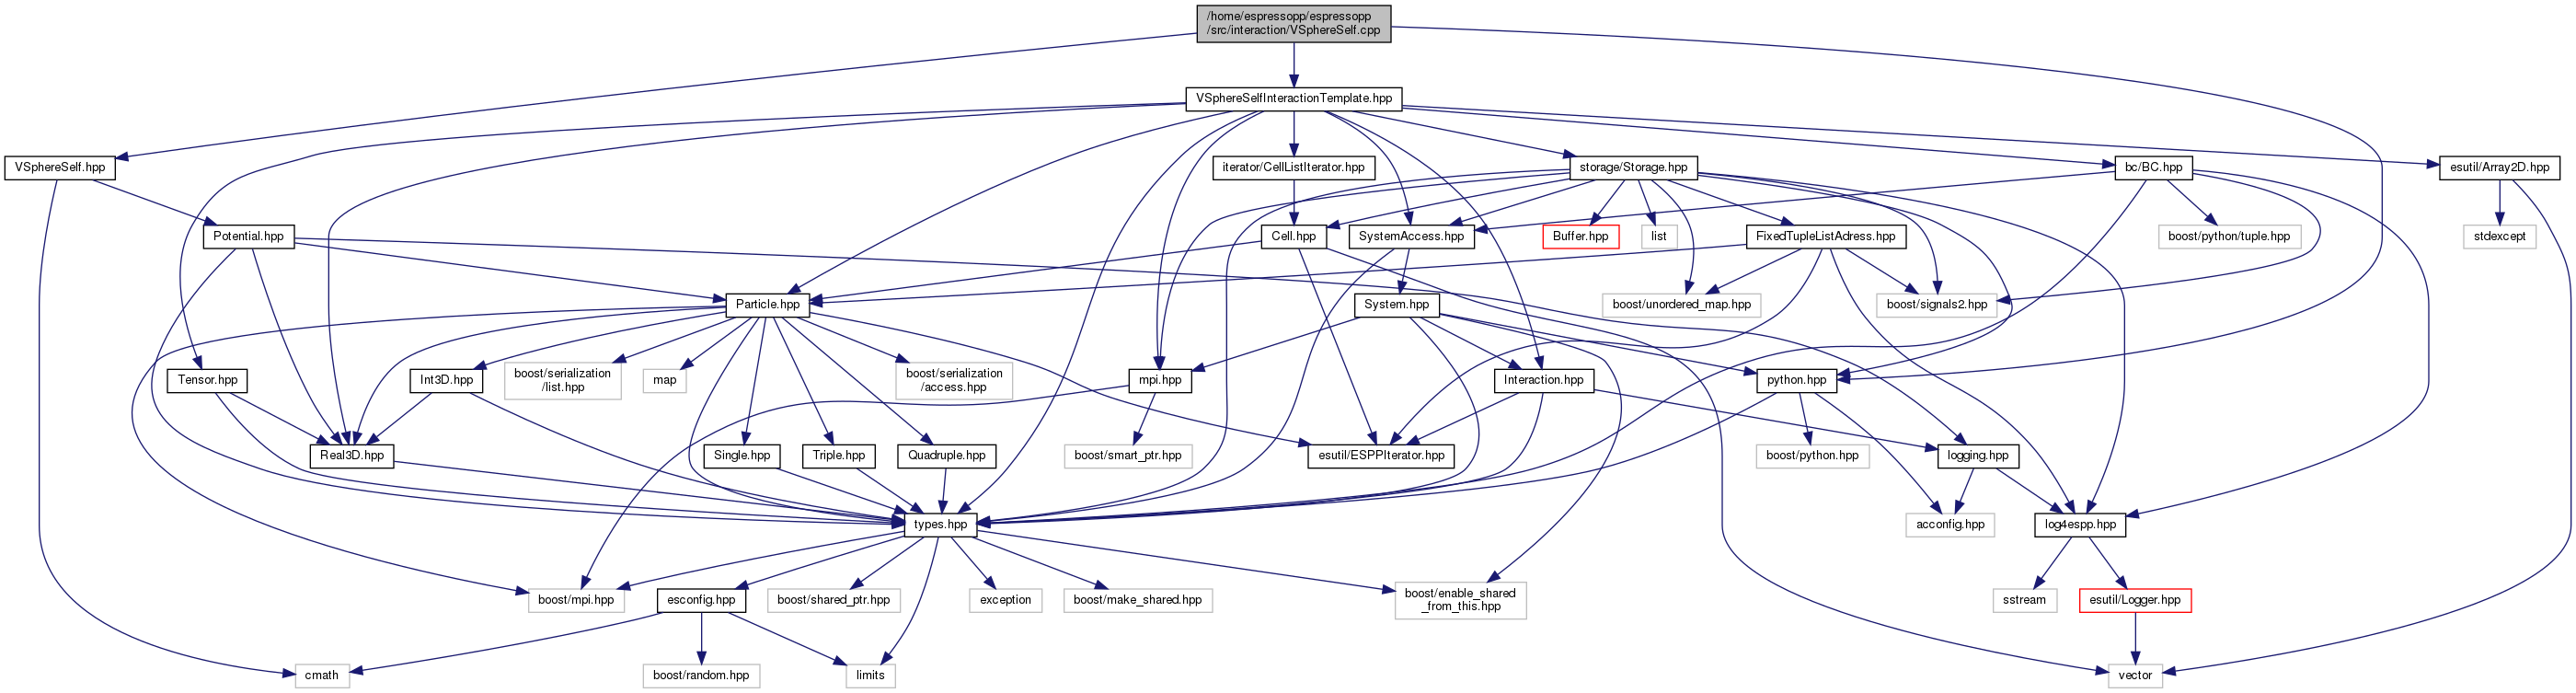 /home/espressopp/espressopp
/src/interaction/VSphereSelf.cpp
VSphereSelfInteractionTemplate.hpp
VSphereSelf.hpp
iterator/CellListIterator.hpp
storage/Storage.hpp
bc/BC.hpp
esutil/Array2D.hpp
Potential.hpp
Cell.hpp
SystemAccess.hpp
Buffer.hpp
list
FixedTupleListAdress.hpp
boost/python/tuple.hpp
stdexcept
Particle.hpp
System.hpp
boost/unordered_map.hpp
boost/signals2.hpp
Tensor.hpp
Int3D.hpp
boost/serialization
/list.hpp
map
boost/serialization
/access.hpp
mpi.hpp
Interaction.hpp
python.hpp
Real3D.hpp
Single.hpp
Triple.hpp
Quadruple.hpp
boost/smart_ptr.hpp
esutil/ESPPIterator.hpp
boost/python.hpp
logging.hpp
types.hpp
acconfig.hpp
log4espp.hpp
boost/mpi.hpp
esconfig.hpp
boost/shared_ptr.hpp
exception
boost/make_shared.hpp
boost/enable_shared
_from_this.hpp
sstream
esutil/Logger.hpp
cmath
boost/random.hpp
limits
vector